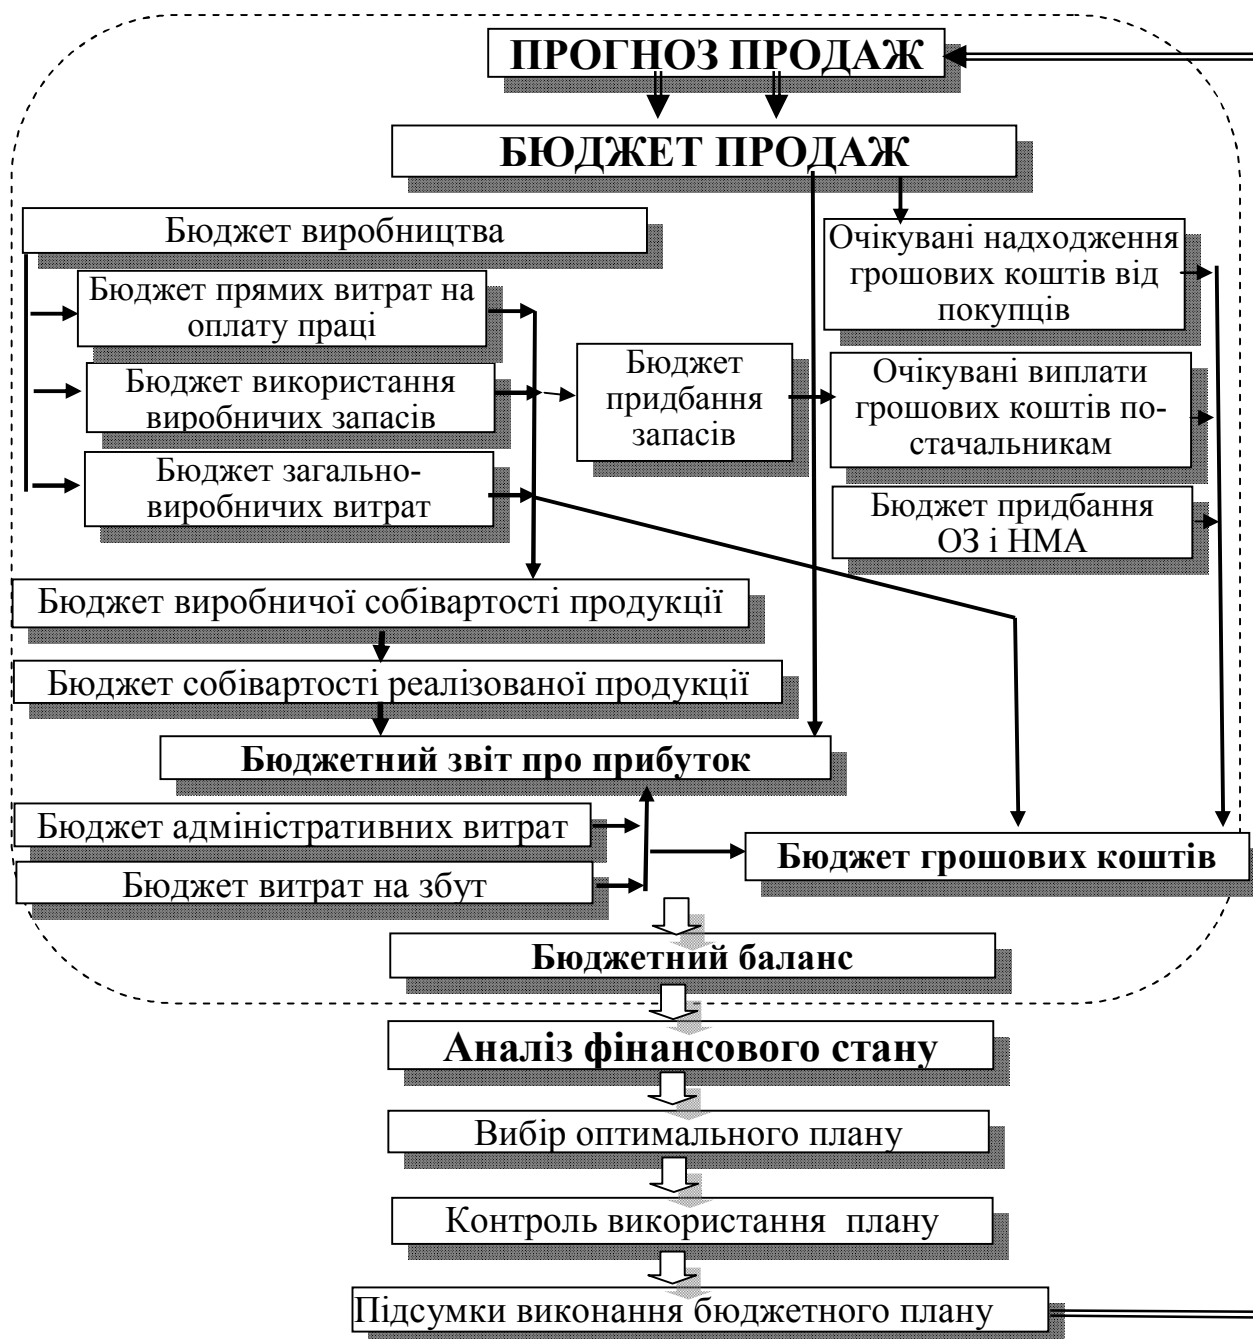 ПРОГНОЗ ПРОДАЖ
БЮДЖЕТ ПРОДАЖ
Бюджет виробництва
Очікувані надходження
грошових коштів від
покупців
Бюджет прямих витрат на
оплату праці
Бюджет використання
виробничих запасів
Бюджет
придбання
запасів
Очікувані виплати
грошових коштів по-
стачальникам
Бюджет загально-
виробничих витрат
Бюджет придбання
ОЗ і НМА
Бюджет виробничої собівартості продукції
Бюджет собівартості реалізованої продукції
Бюджетний звіт про прибуток
Бюджет адміністративних витрат
Бюджет витрат на збут
Бюджет грошових коштів
Бюджетний баланс
Аналіз фінансового стану
Вибір оптимального плану
Контроль використання плану
Підсумки виконання бюджетного плану